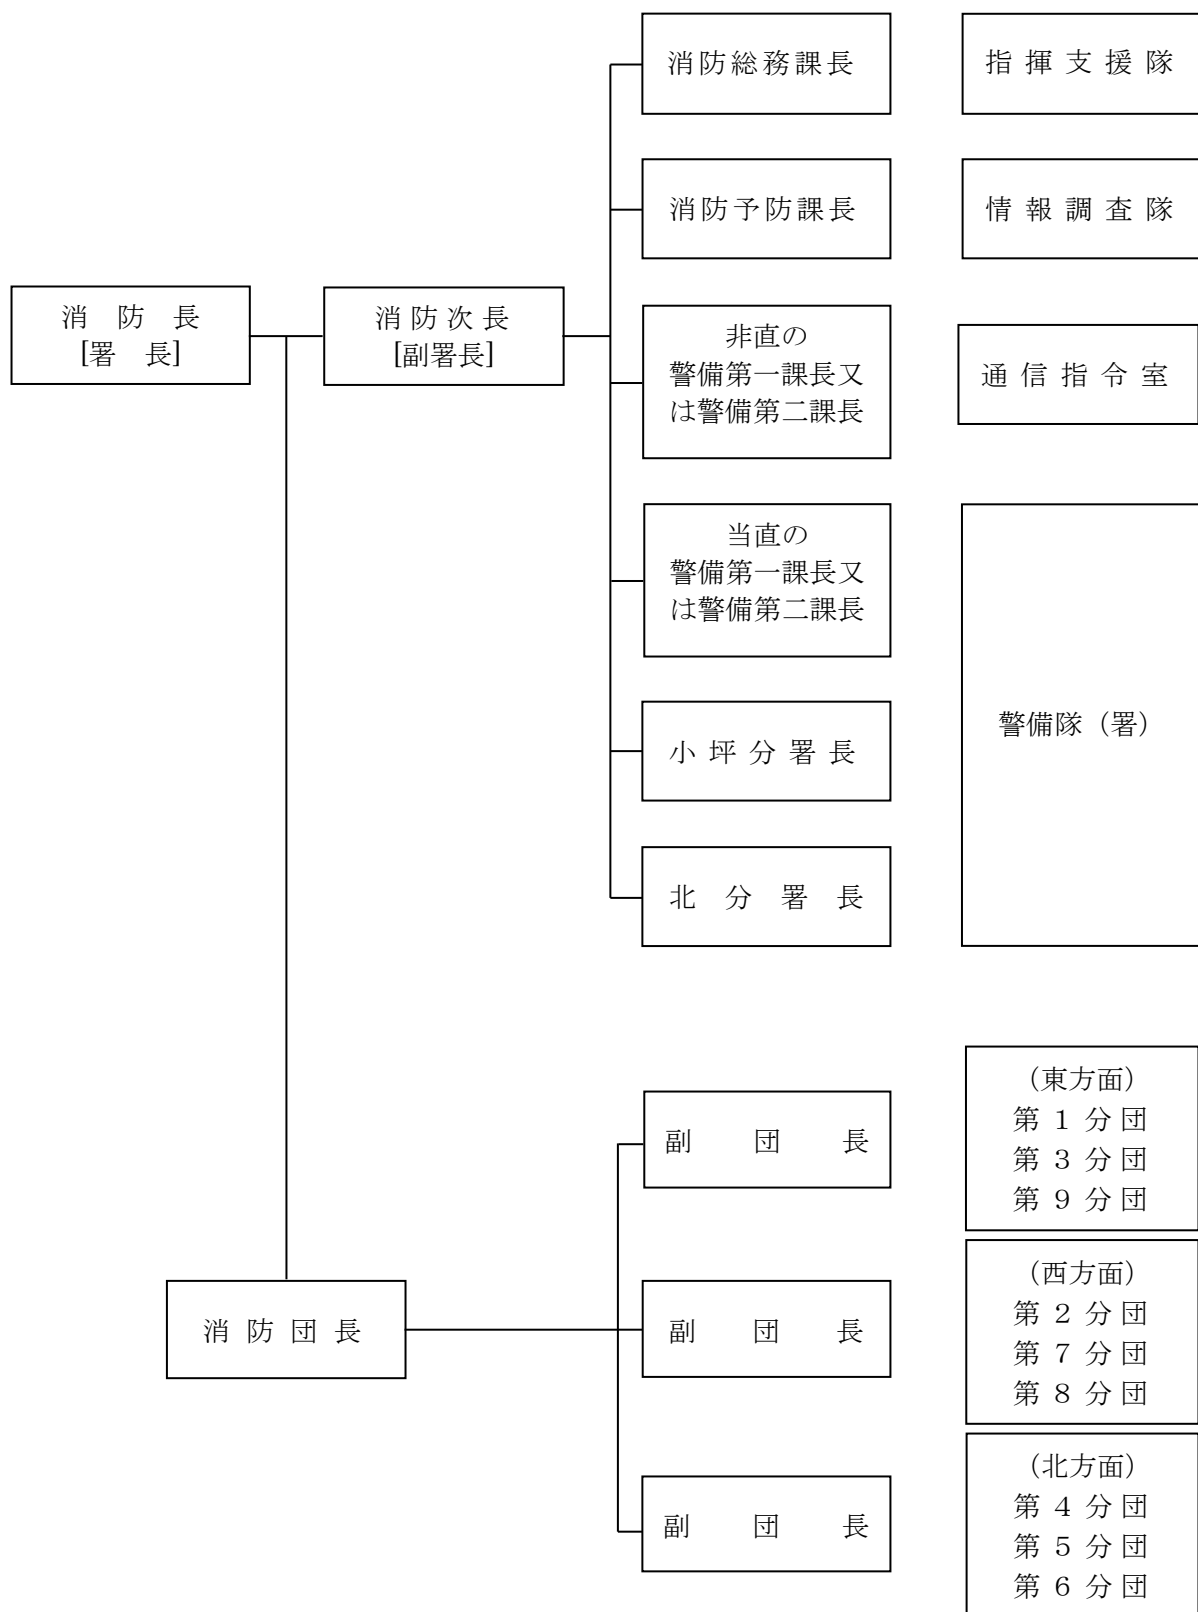 消防総務課長
指揮支援隊
消防予防課長
情報調査隊
消防長
[署長]
消防次長
[副署長]
非直の
警備第一課長又
は警備第二課長
通信指令室
当直の
警備第一課長又
は警備第二課長
小坪分署長
北分署長
警備隊（署）
消防団長
副団長
（東方面）
第１分団
第３分団
第９分団
副団長
（西方面）
第２分団
第７分団
第８分団
副団長
（北方面）
第４分団
第５分団
第６分団